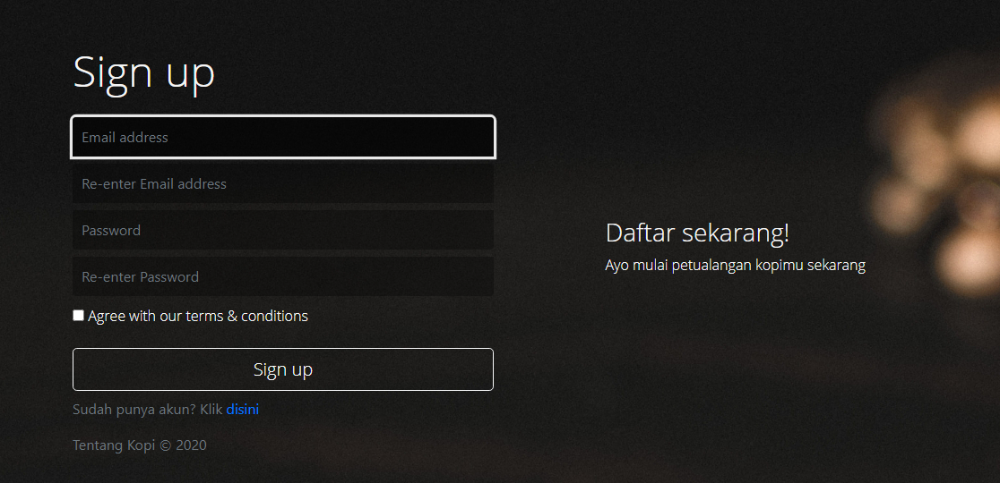 Sign up
Email address
Re-enter Email address
Password
Re-enter Password
Agree with our terms & conditions
Sign up
Sudah punya akun? Klik disini
Tentang Kopi © 2020
Daftar sekarang!
Ayo mulai petualangan kopimu sekarang